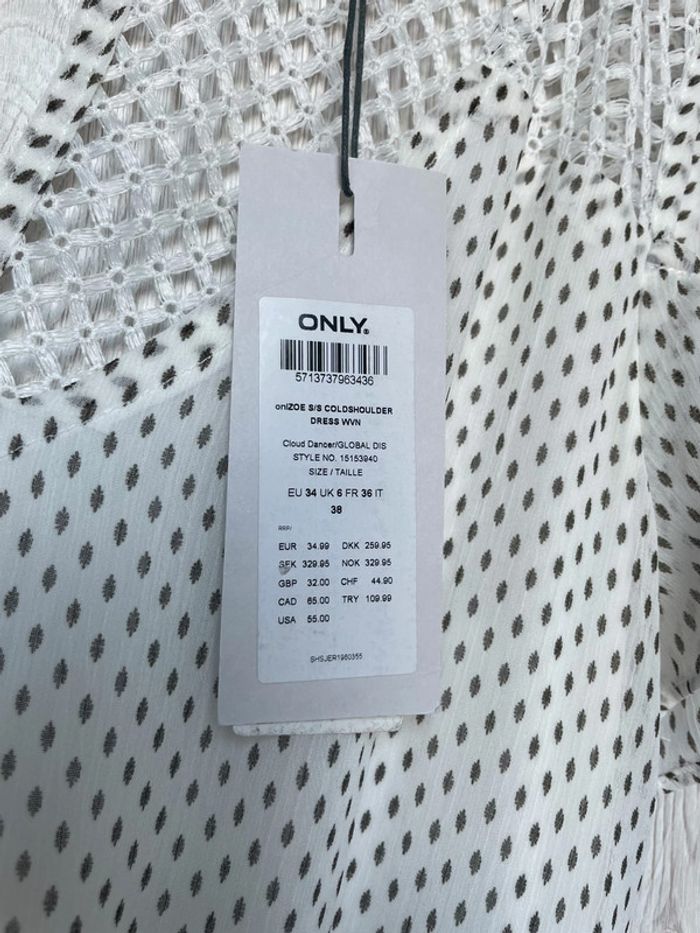 ONLY®
5713737963436
onlZOE S/S COLDSHOULDER
DRESS WVN
Cloud Dancer/GLOBAL DIS
STYLE NO. 15153940
SIZE / TAILLE
EU 34 UK 6 FR 36 IT
38
RRP/
EUR 34.99 DKK 259.95
SEK 329.95 NOK 329.95
GBP 32.00 CHF 44.90
CAD 65.00 TRY 109.99
USA 55.00
SHSJER1960355